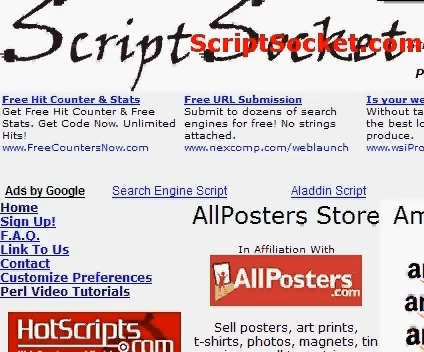 Script Socket
ScriptSocket.com
P
Free Hit Counter & Stats
Get Free Hit Counter & Free
Stats. Get Code Now. Unlimited
Hits!
www.FreeCountersNow.com
Free URL Submission
Submit to dozens of search
engines for free! No strings
attached.
www.nexcomp.com/weblaunch
Is your we
Without ta
the best lo
produce.
www.wsiPro
Ads by Google
Search Engine Script
Aladdin Script
Home
Sign Up!
F.A.Q.
Link To Us
Contact
Customize Preferences
Perl Video Tutorials
HotScripts
.com
AllPosters Store
In Affiliation With
AllPosters
.com
Sell posters, art prints,
t-shirts, photos, magnets, tin
Am
a
a
a